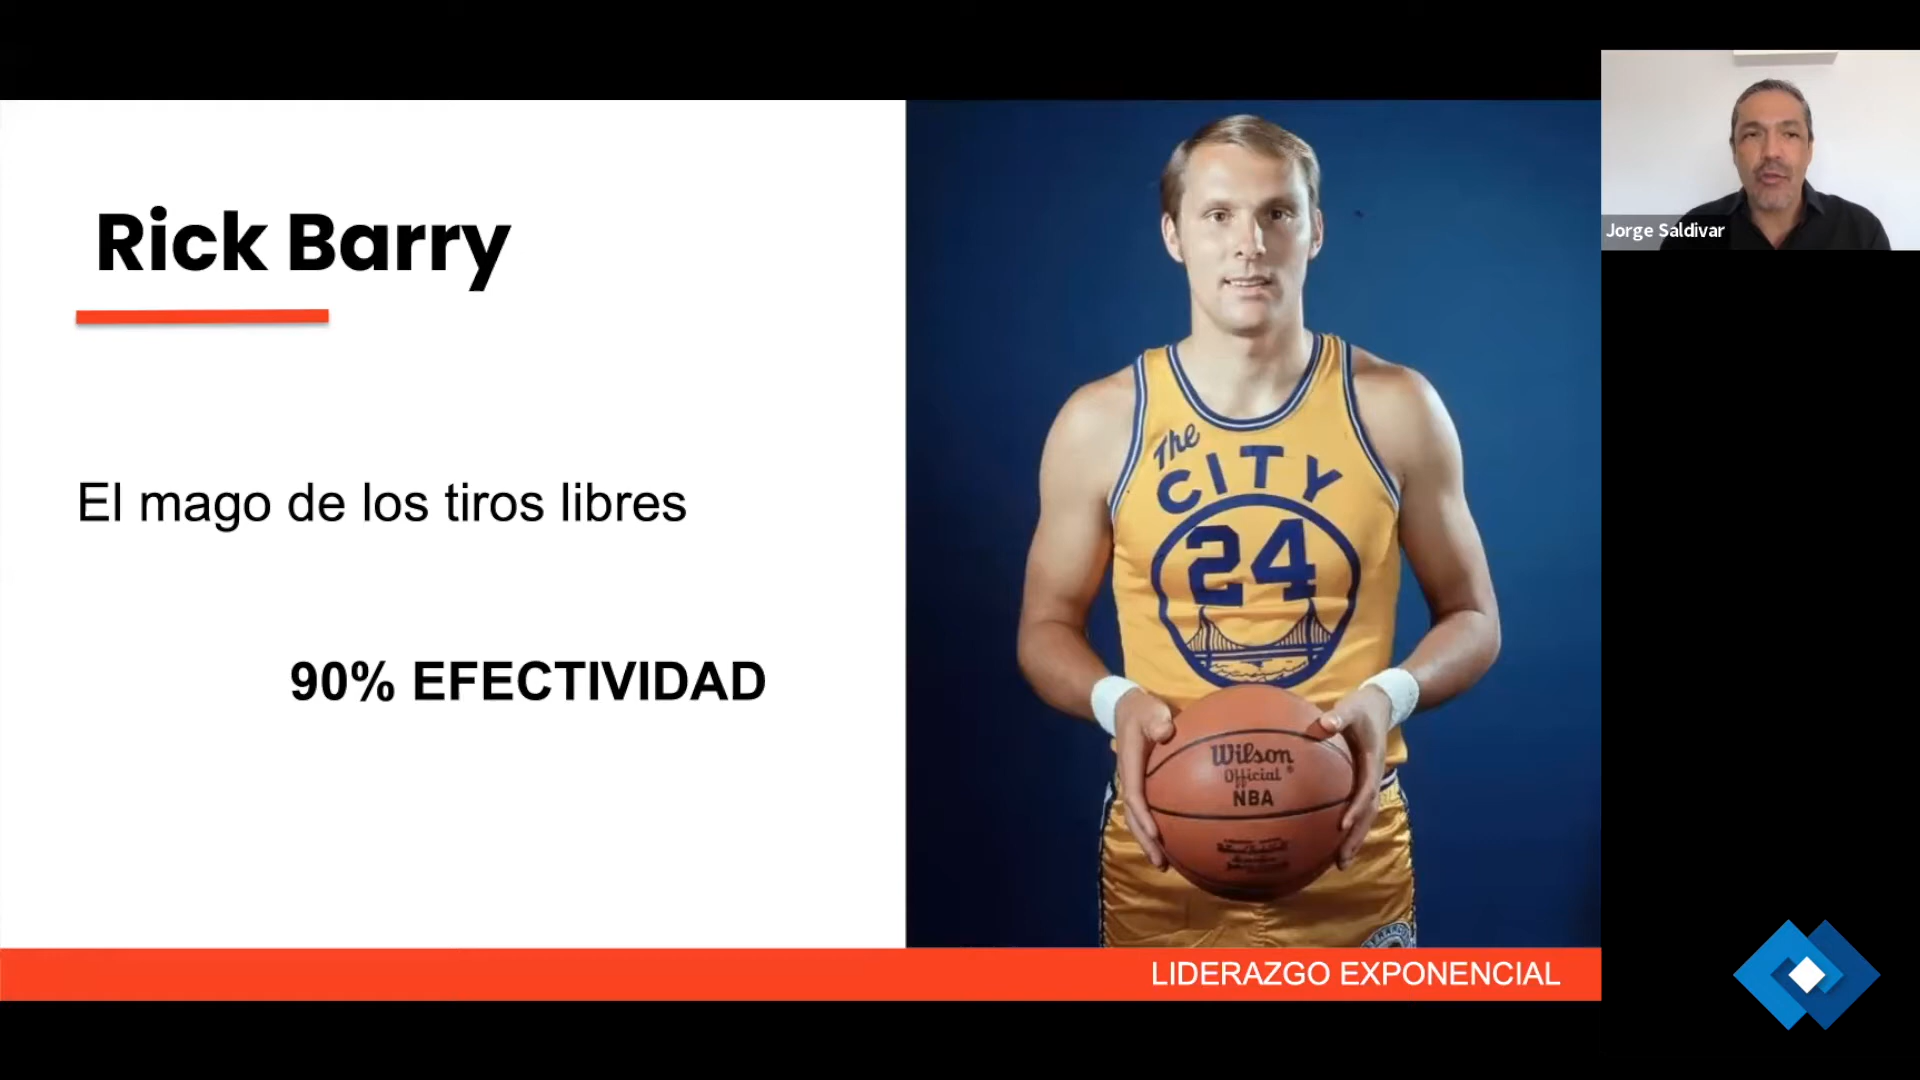 Rick Barry
El mago de los tiros libres
90% EFECTIVIDAD
The
CITY
24
Wilson
Official
NBA
LIDERAZGO EXPONENCIAL
Jorge Saldivar